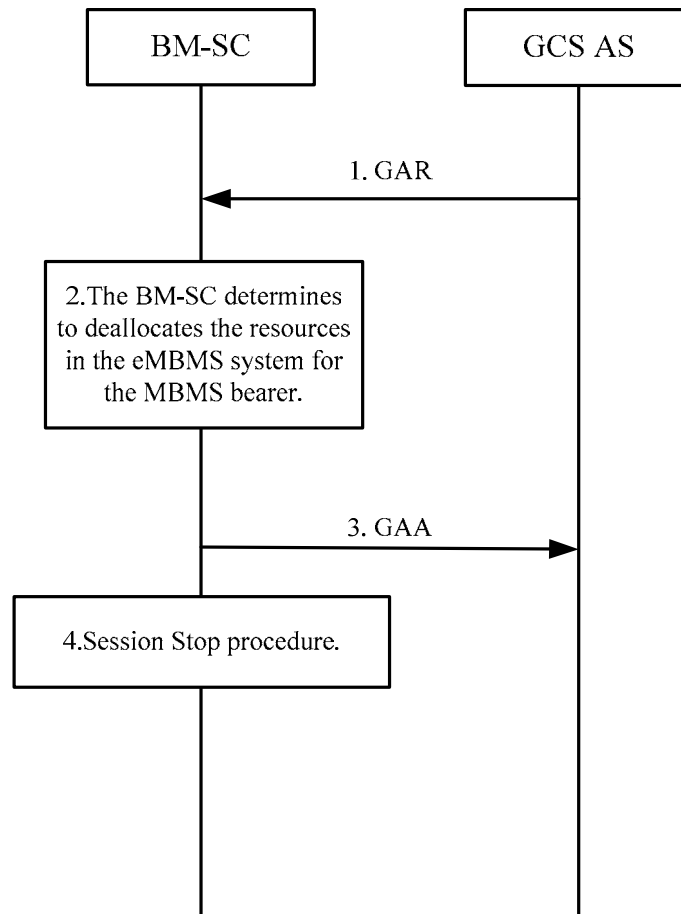 BM-SC
GCS AS
1. GAR
2.The BM-SC determines
to deallocates the resources
in the eMBMS system for
the MBMS bearer.
3. GAA
4.Session Stop procedure.